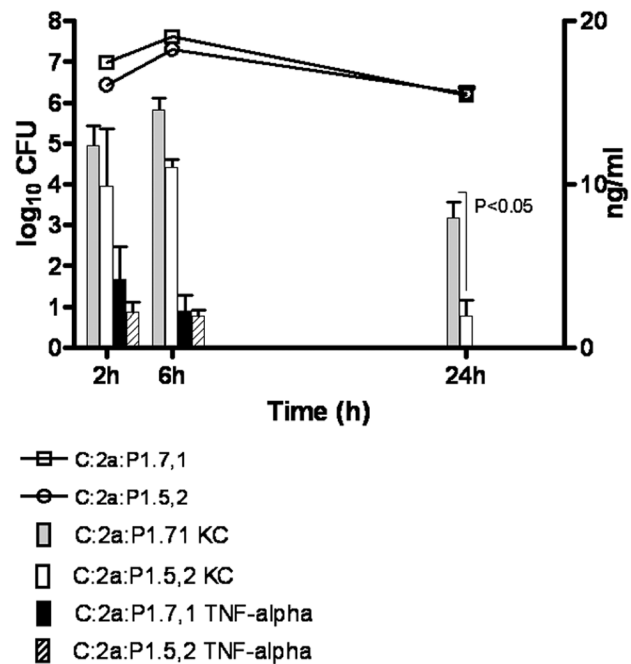 8
7
6
5
4
3
2
1
0
log10 CFU
20
10
0
ng/ml
P<0.05
2h 6h 24h
Time (h)
C:2a:P1.7,1
C:2a:P1.5,2
C:2a:P1.71 KC
C:2a:P1.5,2 KC
C:2a:P1.7,1 TNF-alpha
C:2a:P1.5,2 TNF-alpha